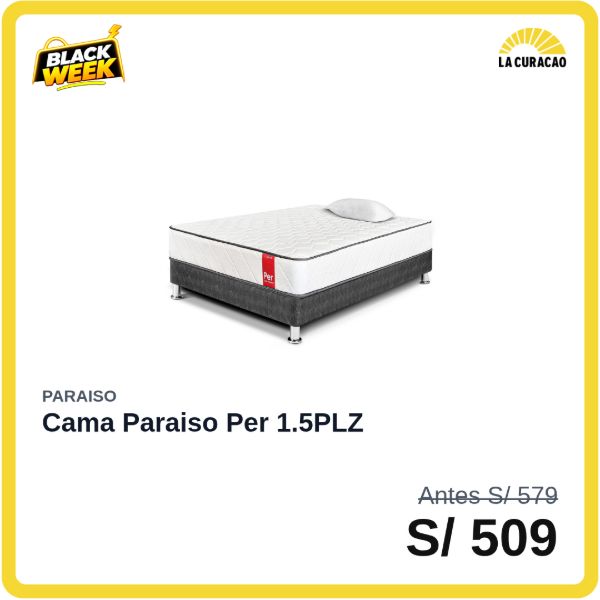 BLACK
WEEK
LA CURACAO
Per
PARAISO
Cama Paraiso Per 1.5PLZ
Antes S/ 579
S/ 509